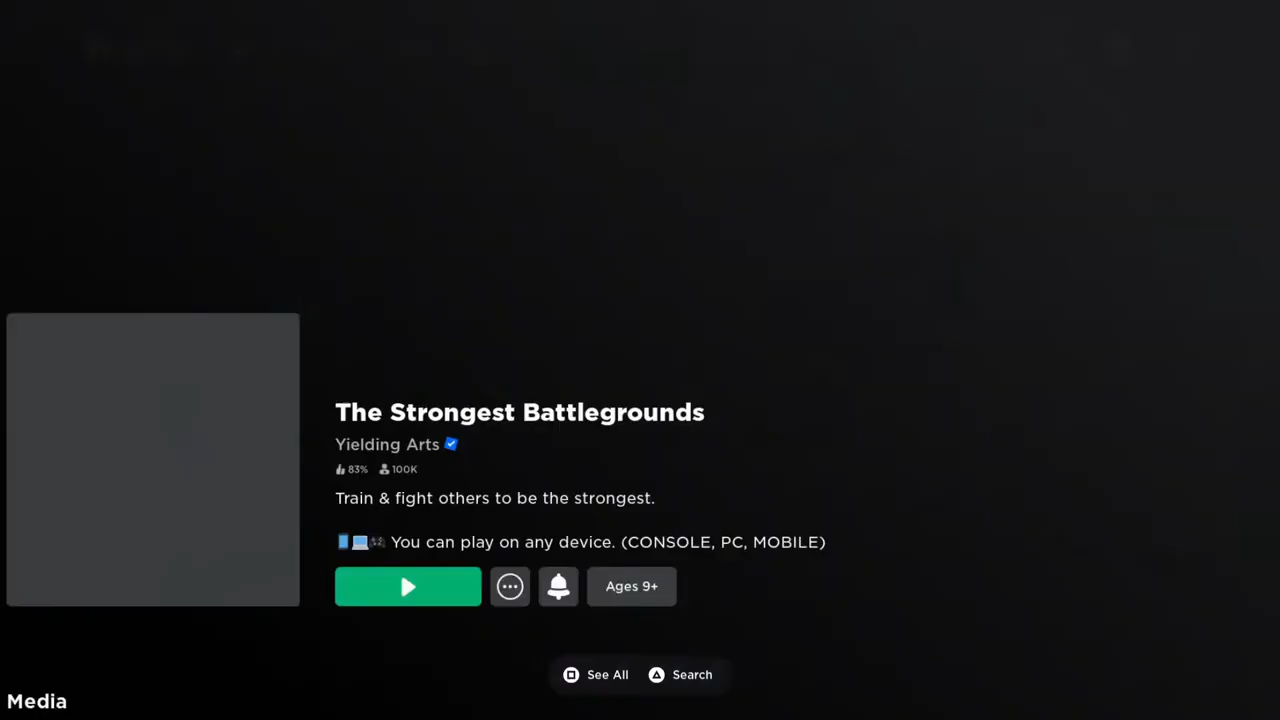 The Strongest Battlegrounds
Yielding Arts
83% 100K
Train & fight others to be the strongest.
You can play on any device. (CONSOLE, PC, MOBILE)
Ages 9+
See All Search
Media